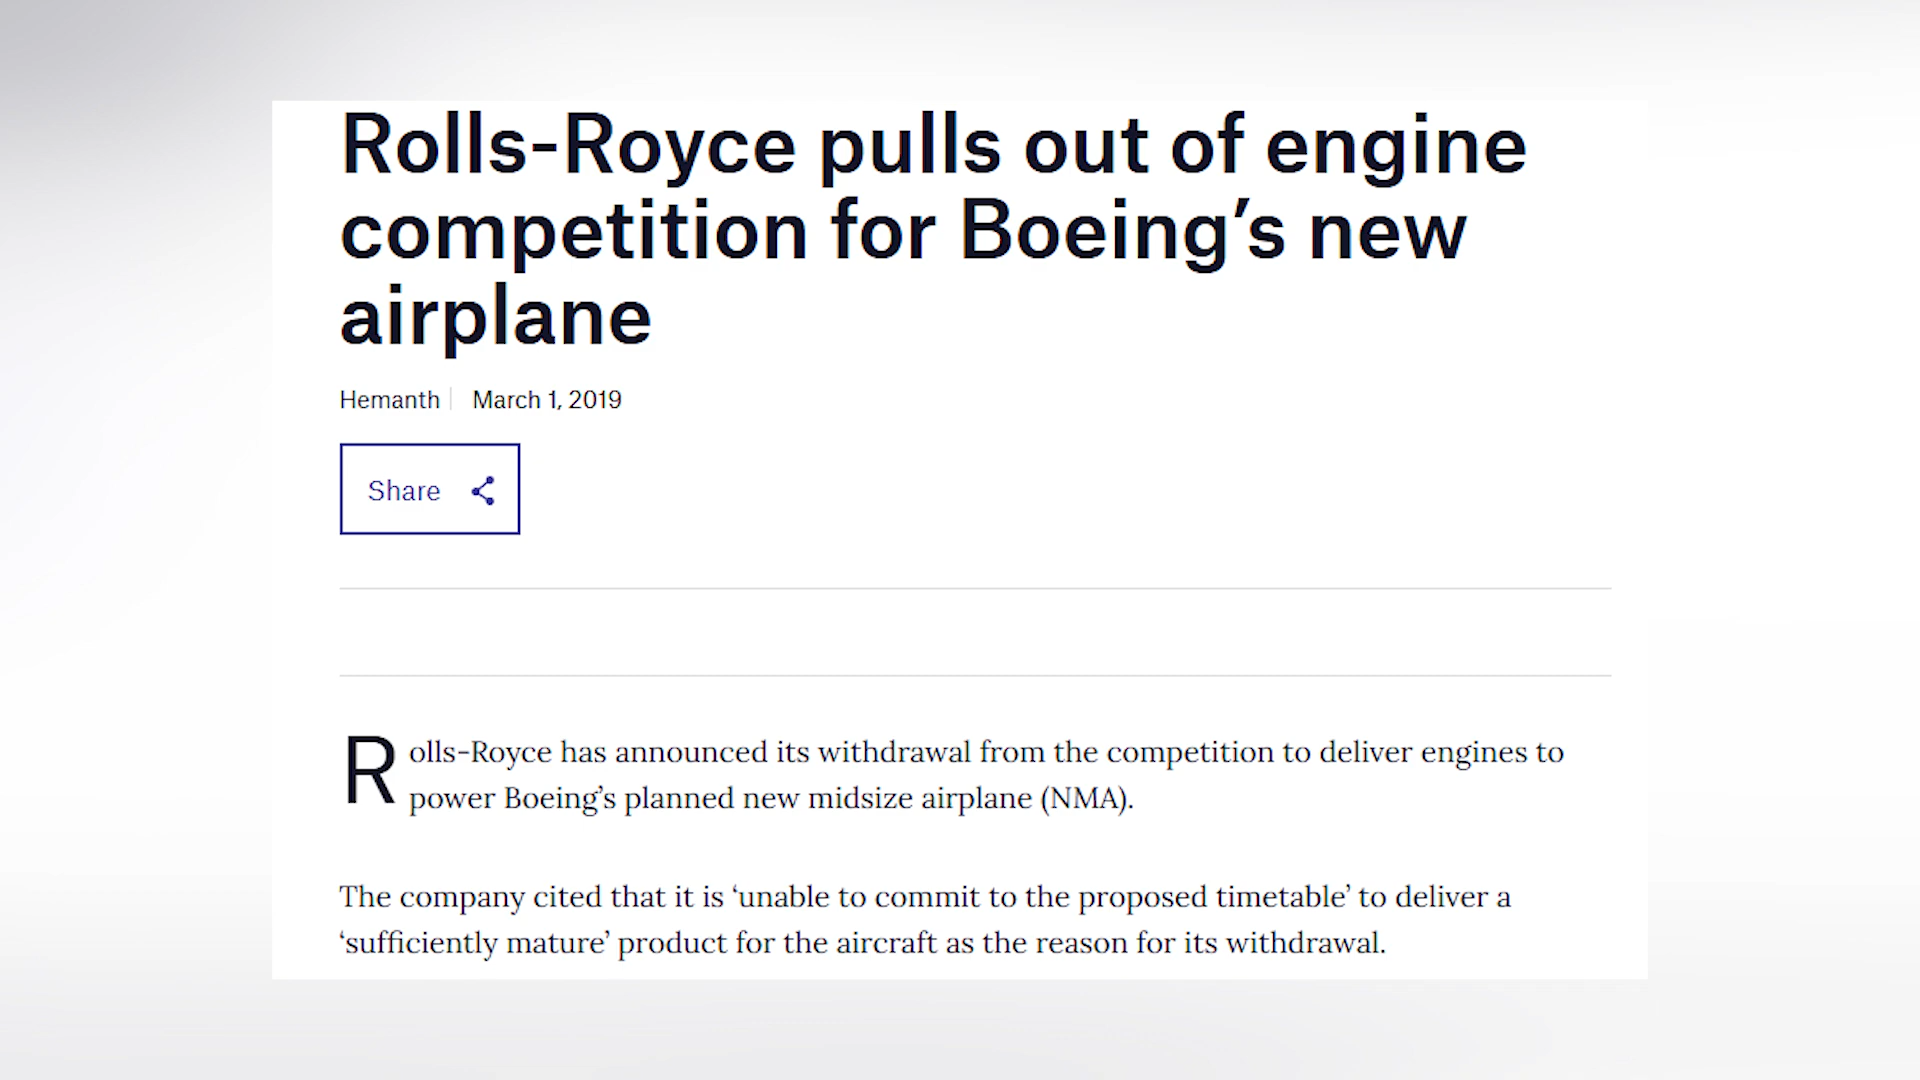 Rolls-Royce pulls out of engine
competition for Boeing’s new
airplane
Hemanth
March 1, 2019
Share
Rolls-Royce has announced its withdrawal from the competition to deliver engines to
power Boeing’s planned new midsize airplane (NMA).
The company cited that it is ‘unable to commit to the proposed timetable’ to deliver a
‘sufficiently mature’ product for the aircraft as the reason for its withdrawal.